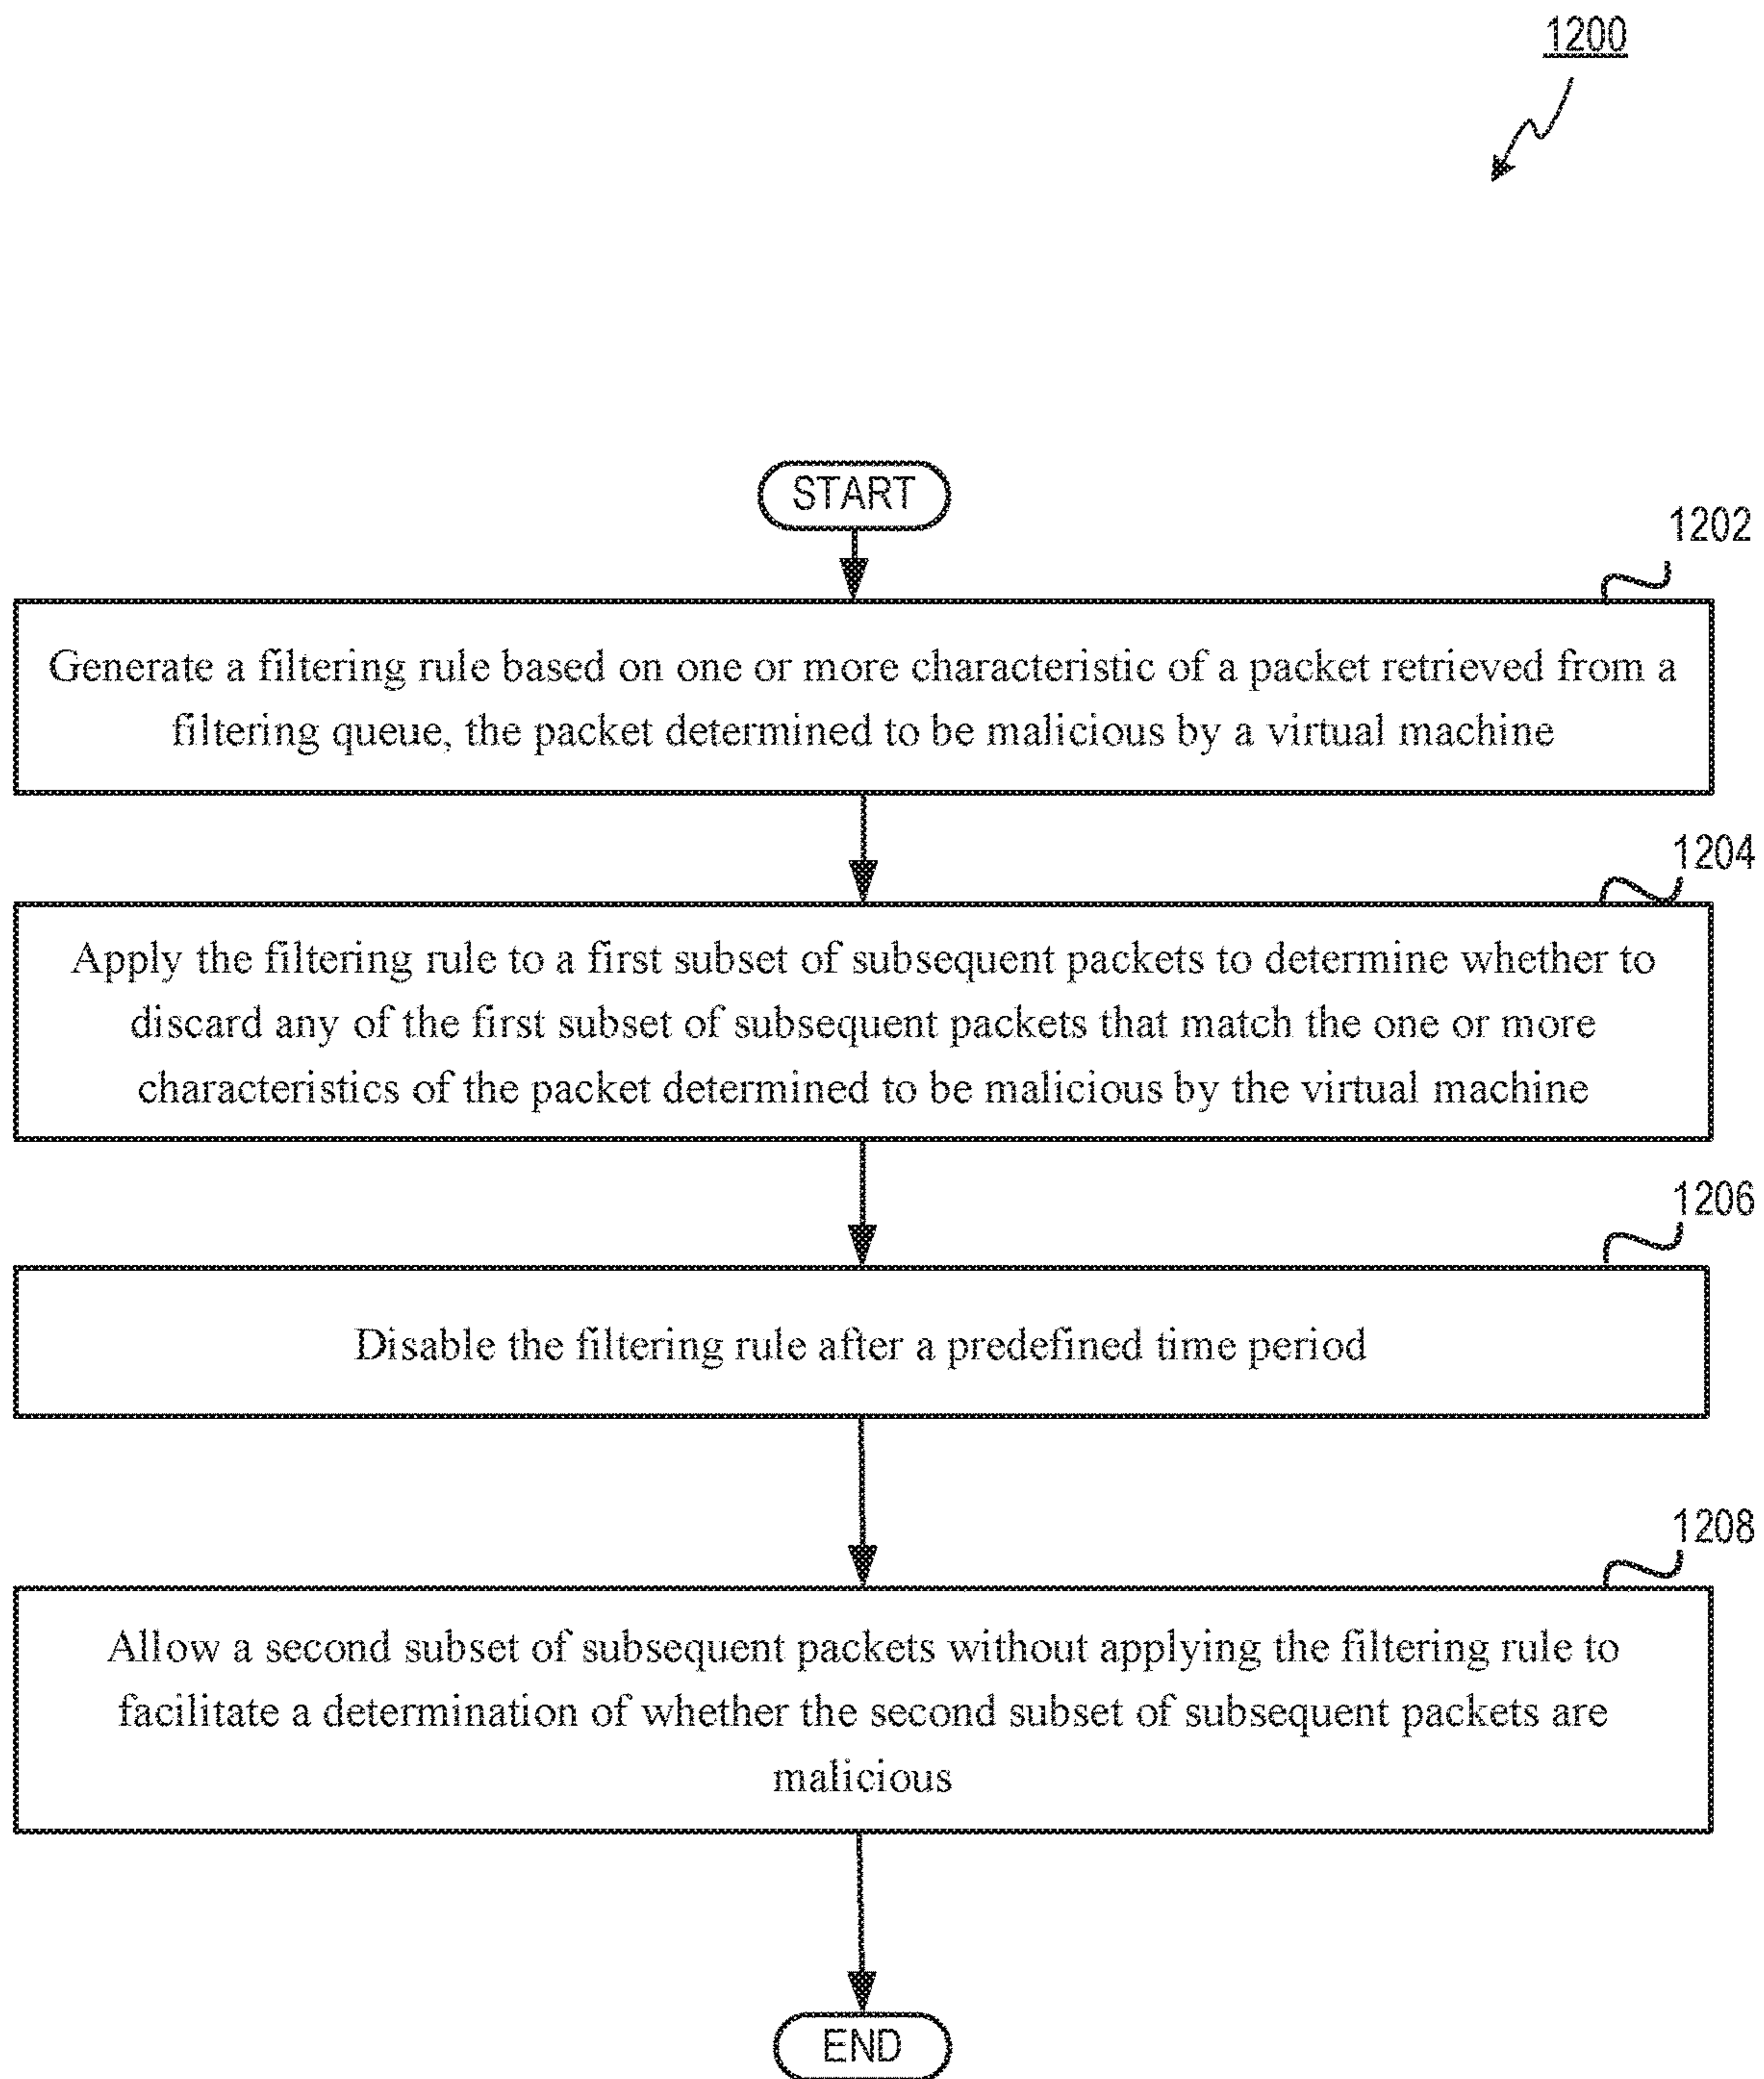 1200
START
1202
Generate a filtering rule based on one or more characteristic of a packet retrieved from a
filtering queue, the packet determined to be malicious by a virtual machine
1204
Apply the filtering rule to a first subset of subsequent packets to determine whether to
discard any of the first subset of subsequent packets that match the one or more
characteristics of the packet determined to be malicious by the virtual machine
1206
Disable the filtering rule after a predefined time period
1208
Allow a second subset of subsequent packets without applying the filtering rule to
facilitate a determination of whether the second subset of subsequent packets are
malicious
END